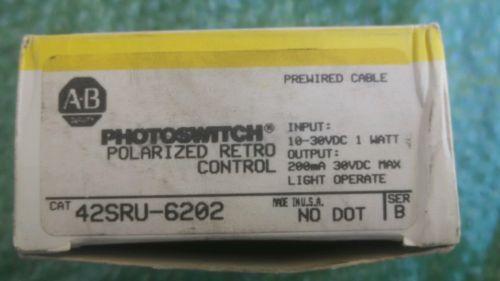 PREWIRED CABLE
A-B
QUALITY
PHOTOSWITCH®
POLARIZED RETRO
CONTROL
INPUT:
10-30VDC 1 WATT
OUTPUT:
200mA 30VDC MAX
LIGHT OPERATE
CAT
42SRU-6202
MADE IN U.S.A.
NO DOT
SER
B